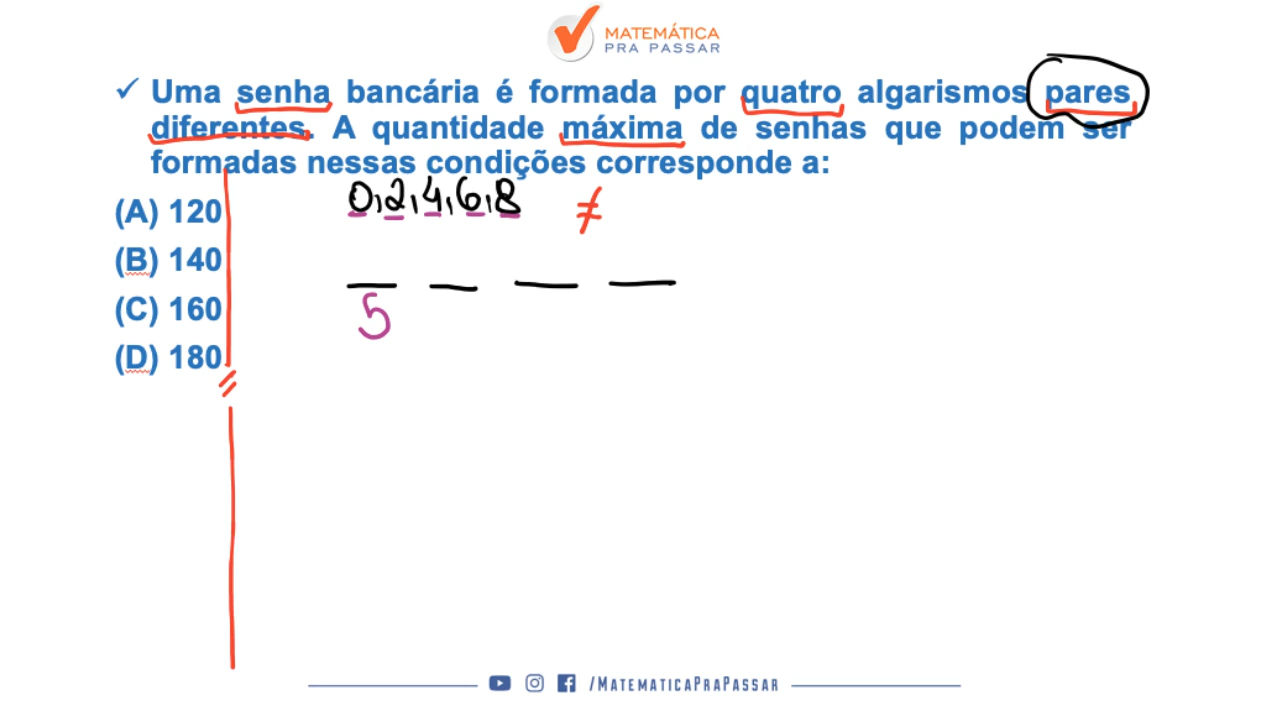 MATEMÁTICA
PRA PASSAR
✓ Uma senha bancária é formada por quatro algarismos pares
diferentes. A quantidade máxima de senhas que podem ser
formadas nessas condições corresponde a:
0,2,4,6,8 ≠
(A) 120
(B) 140
(C) 160
5
(D) 180
/MATEMATICAPRAPASSAR